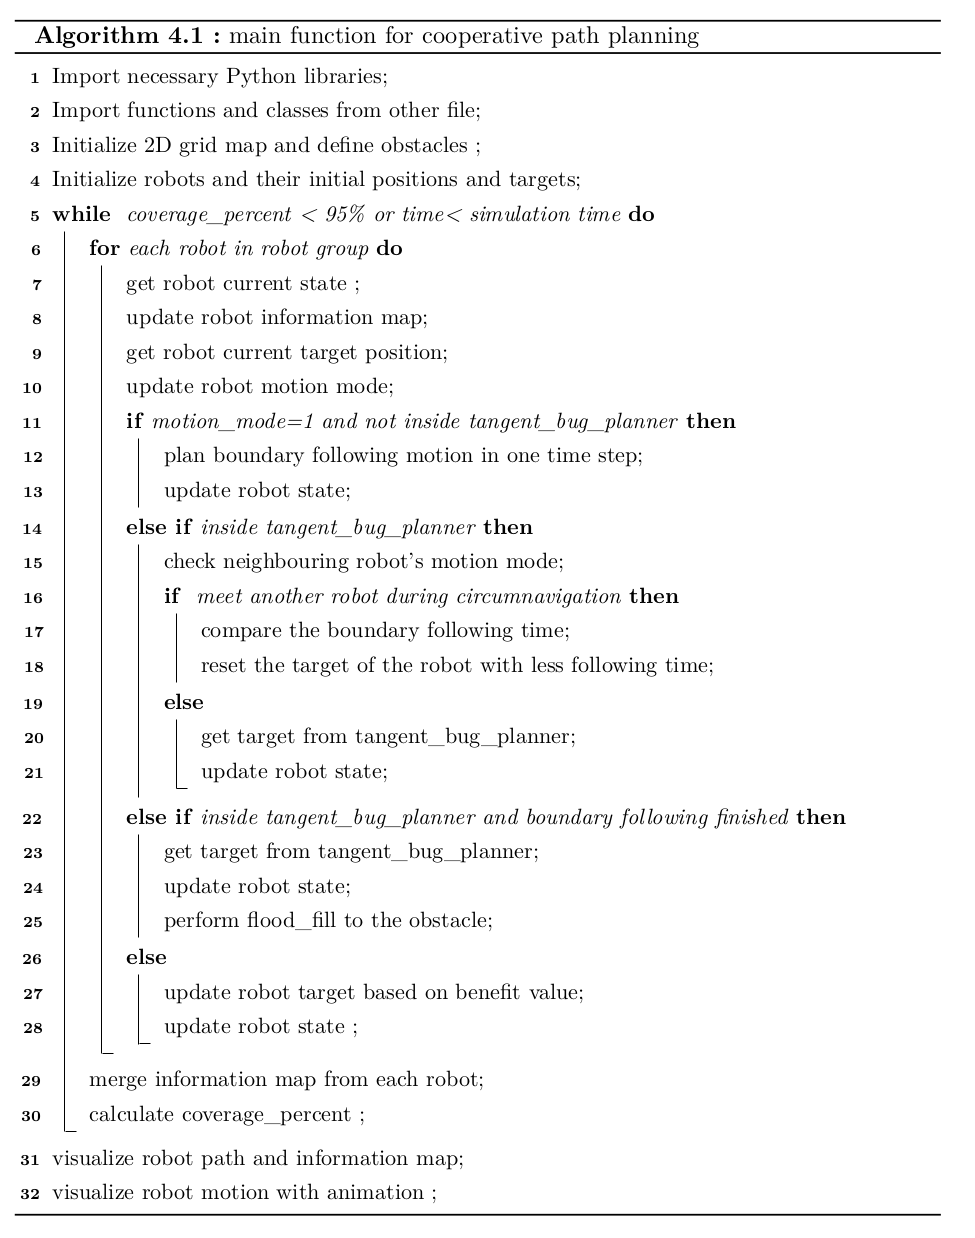 Algorithm 4.1 : main function for cooperative path planning
1 Import necessary Python libraries;
2 Import functions and classes from other file;
3 Initialize 2D grid map and define obstacles ;
4 Initialize robots and their initial positions and targets;
5 while coverage_percent < 95% or time< simulation time do
6 for each robot in robot group do
7 get robot current state ;
8 update robot information map;
9 get robot current target position;
10 update robot motion mode;
11 if motion_mode=1 and not inside tangent_bug_planner then
12 plan boundary following motion in one time step;
13 update robot state;
14 else if inside tangent_bug_planner then
15 check neighbouring robot's motion mode;
16 if meet another robot during circumnavigation then
17 compare the boundary following time;
18 reset the target of the robot with less following time;
19 else
20 get target from tangent_bug_planner;
21 update robot state;
22 else if inside tangent_bug_planner and boundary following finished then
23 get target from tangent_bug_planner;
24 update robot state;
25 perform flood_fill to the obstacle;
26 else
27 update robot target based on benefit value;
28 update robot state ;
29 merge information map from each robot;
30 calculate coverage_percent ;
31 visualize robot path and information map;
32 visualize robot motion with animation ;